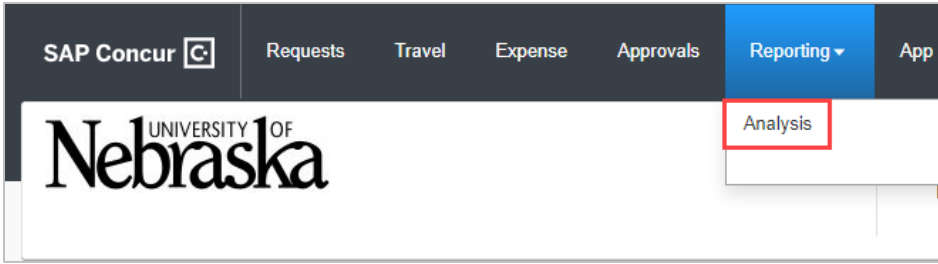 SAP Concur C Requests Travel Expense Approvals Reporting App
Analysis
UNIVERSITY OF
Nebraska